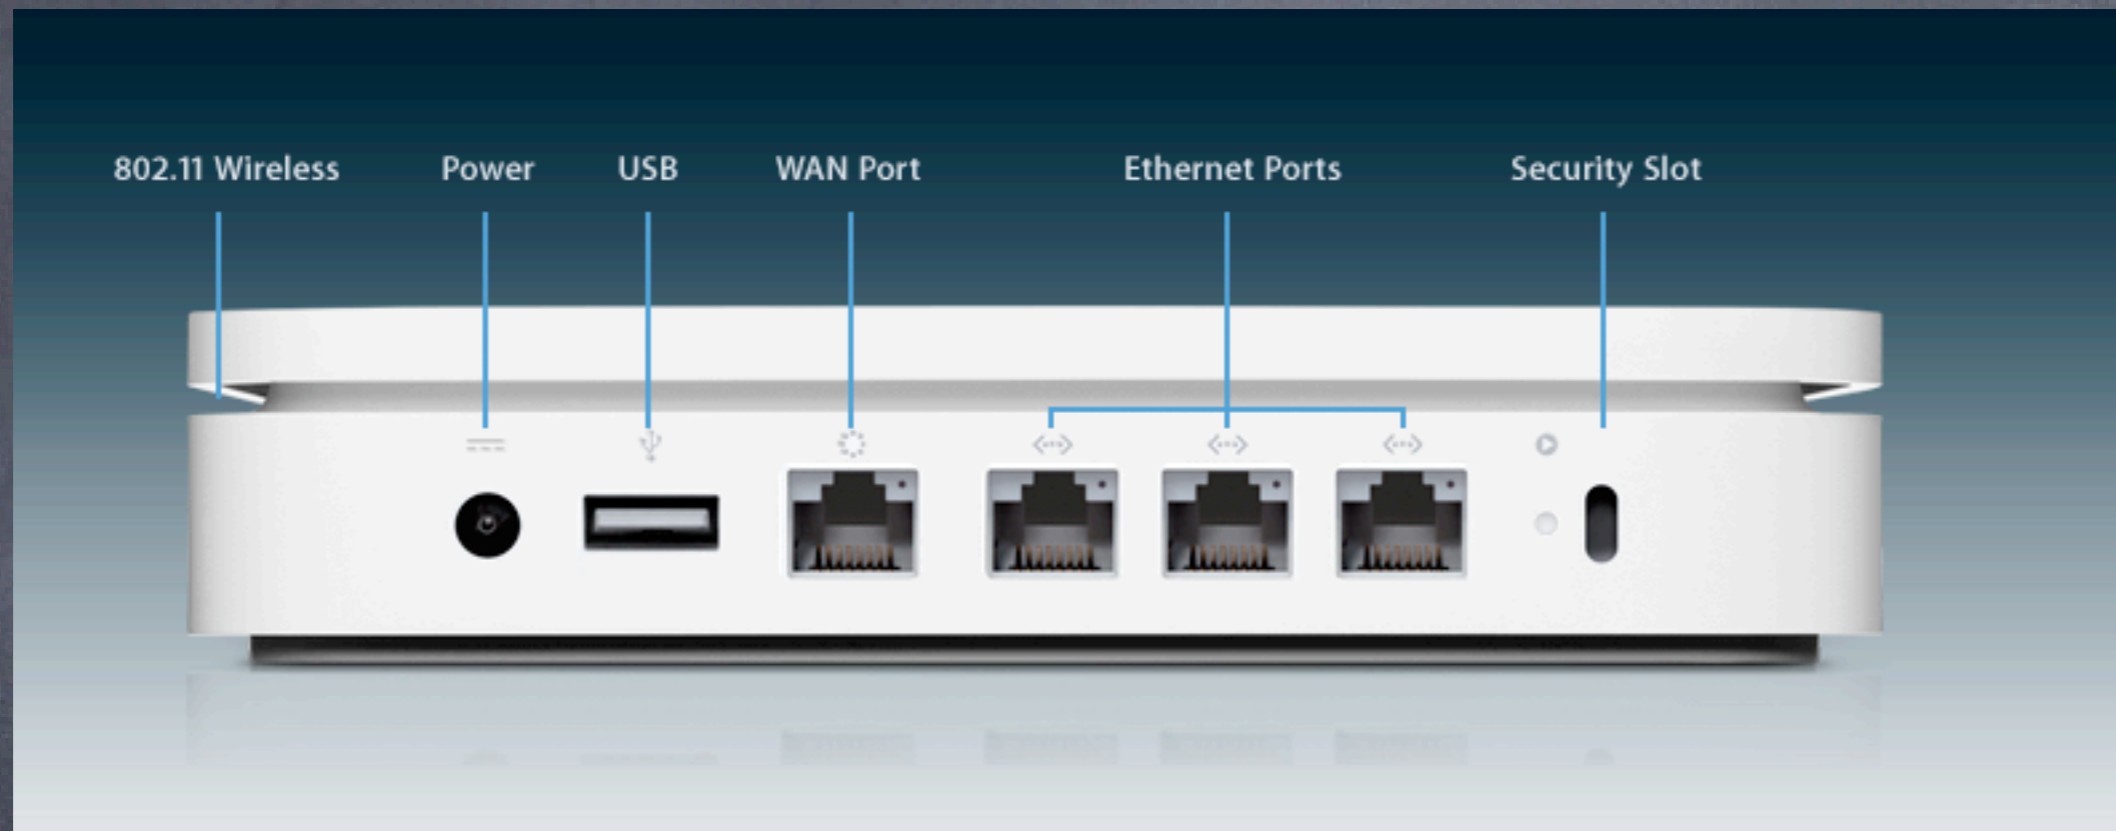 802.11 Wireless
Power
USB
WAN Port
Ethernet Ports
Security Slot